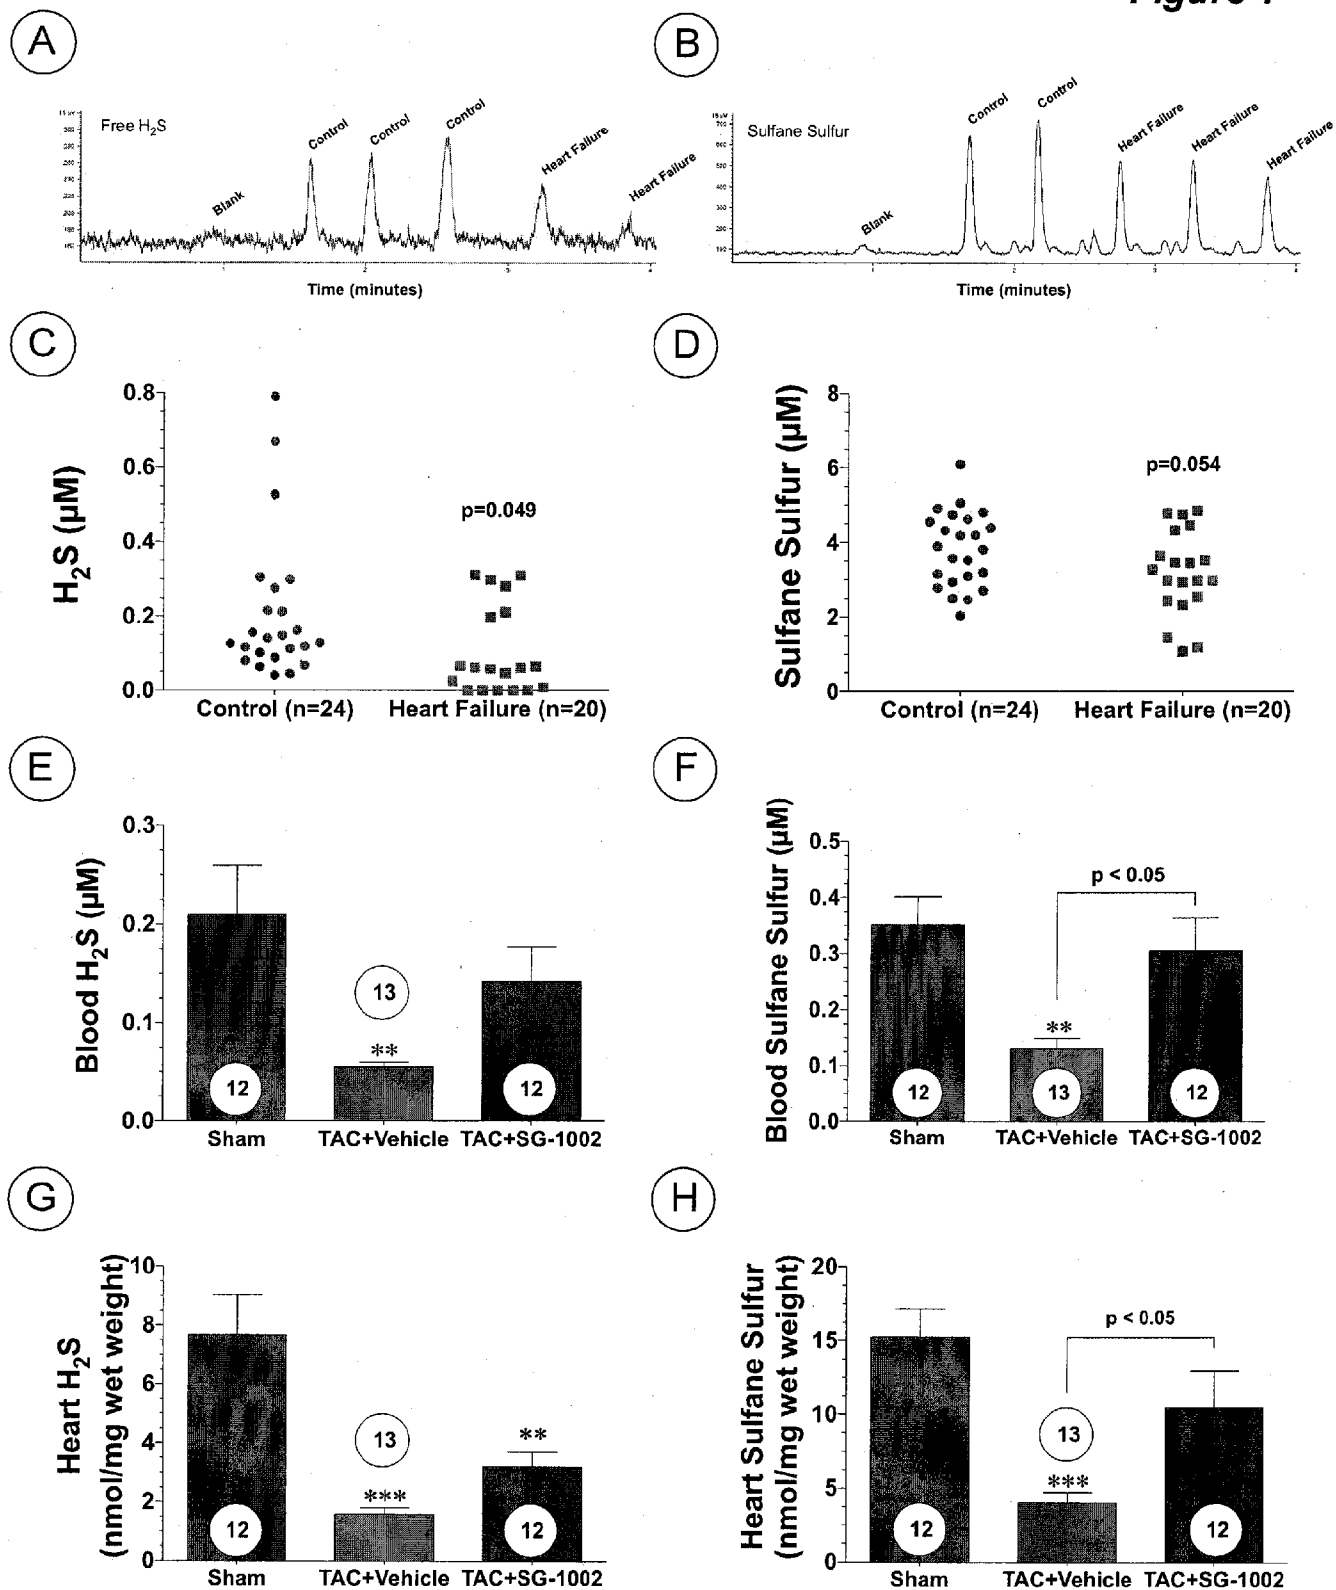 A
B
Free H₂S
Blank
Control
Control
Control
Heart Failure
Heart Failure
1
2
3
4
Time (minutes)
Sulfane Sulfur
Blank
Control
Control
Heart Failure
Heart Failure
Heart Failure
1
2
3
4
Time (minutes)
C
H₂S (µM)
0.8
0.6
0.4
0.2
0.0
p=0.049
Control (n=24)
Heart Failure (n=20)
D
Sulfane Sulfur (µM)
8
6
4
2
0
p=0.054
Control (n=24)
Heart Failure (n=20)
E
Blood H₂S (µM)
0.3
0.2
0.1
0.0
12
13
**
12
Sham
TAC+Vehicle
TAC+SG-1002
F
Blood Sulfane Sulfur (µM)
0.5
0.4
0.3
0.2
0.1
0.0
p < 0.05
12
**
13
12
Sham
TAC+Vehicle
TAC+SG-1002
G
Heart H₂S
(nmol/mg wet weight)
10
8
6
4
2
0
12
13
***
**
12
Sham
TAC+Vehicle
TAC+SG-1002
H
Heart Sulfane Sulfur
(nmol/mg wet weight)
20
15
10
5
0
p < 0.05
12
13
***
12
Sham
TAC+Vehicle
TAC+SG-1002